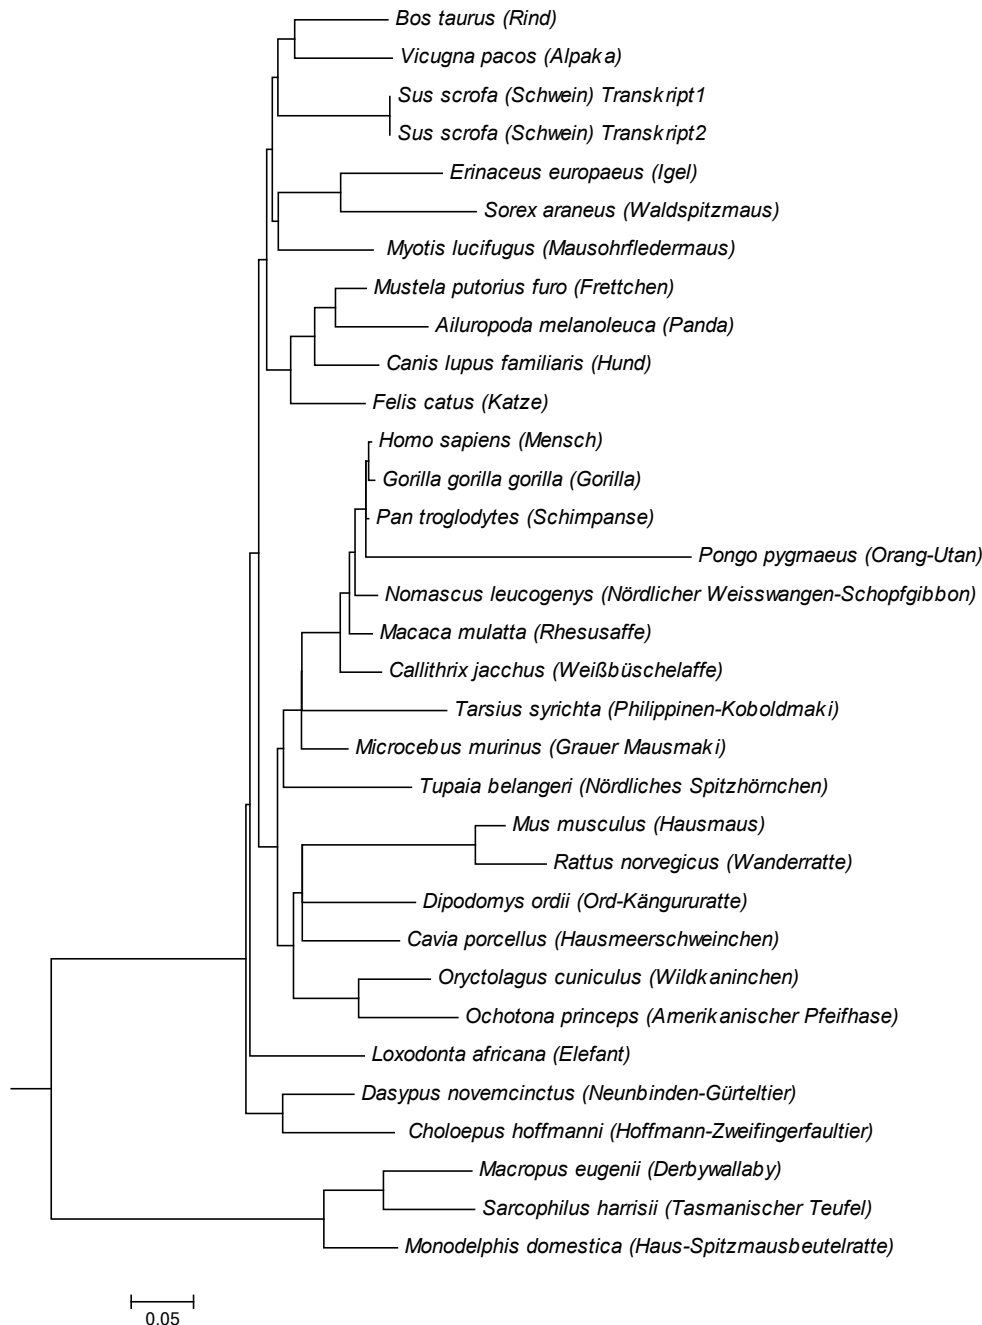 Bos taurus (Rind)
Vicugna pacos (Alpaka)
Sus scrofa (Schwein) Transkript1
Sus scrofa (Schwein) Transkript2
Erinaceus europaeus (Igel)
Sorex araneus (Waldspitzmaus)
Myotis lucifugus (Mausohrfledermaus)
Mustela putorius furo (Frettchen)
Ailuropoda melanoleuca (Panda)
Canis lupus familiaris (Hund)
Felis catus (Katze)
Homo sapiens (Mensch)
Gorilla gorilla gorilla (Gorilla)
Pan troglodytes (Schimpanse)
Pongo pygmaeus (Orang-Utan)
Nomascus leucogenys (Nördlicher Weisswangen-Schopfgibbon)
Macaca mulatta (Rhesusaffe)
Callithrix jacchus (Weißbüschelaffe)
Tarsius syrichta (Philippinen-Koboldmaki)
Microcebus murinus (Grauer Mausmaki)
Tupaia belangeri (Nördliches Spitzhörnchen)
Mus musculus (Hausmaus)
Rattus norvegicus (Wanderratte)
Dipodomys ordii (Ord-Kängururatte)
Cavia porcellus (Hausmeerschweinchen)
Oryctolagus cuniculus (Wildkaninchen)
Ochotona princeps (Amerikanischer Pfeifhase)
Loxodonta africana (Elefant)
Dasypus novemcinctus (Neunbinden-Gürteltier)
Choloepus hoffmanni (Hoffmann-Zweifingerfaultier)
Macropus eugenii (Derbywallaby)
Sarcophilus harrisii (Tasmanischer Teufel)
Monodelphis domestica (Haus-Spitzmausbeutelratte)
0.05